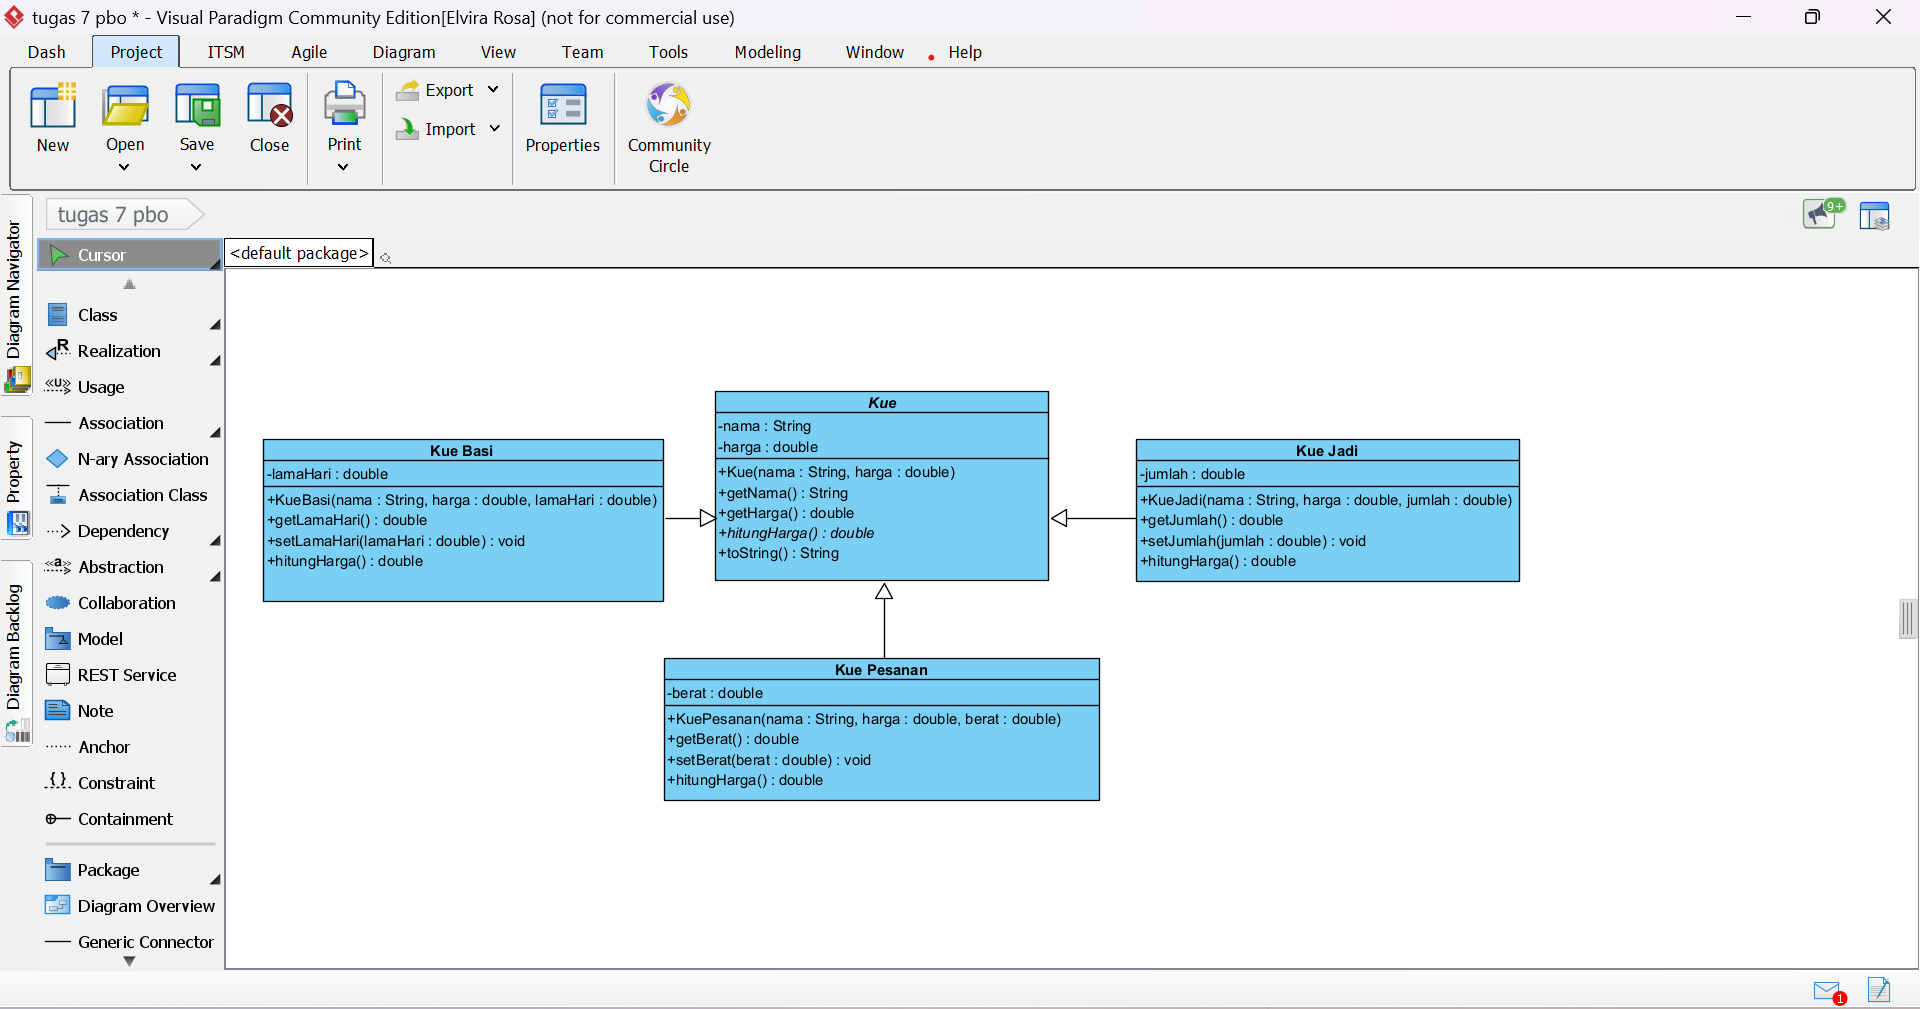 tugas 7 pbo * - Visual Paradigm Community Edition[Elvira Rosa] (not for commercial use)
Dash Project ITSM Agile Diagram View Team Tools Modeling Window Help
New Open Save Close Print Export Import Properties Community Circle
tugas 7 pbo
9+
Diagram Navigator
Property
Diagram Backlog
Cursor
<default package>
Class
Realization
Usage
Association
N-ary Association
Association Class
Dependency
Abstraction
Collaboration
Model
REST Service
Note
Anchor
Constraint
Containment
Package
Diagram Overview
Generic Connector
Kue
-nama : String
-harga : double
+Kue(nama : String, harga : double)
+getNama() : String
+getHarga() : double
+hitungHarga() : double
+toString() : String
Kue Basi
-lamaHari : double
+KueBasi(nama : String, harga : double, lamaHari : double)
+getLamaHari() : double
+setLamaHari(lamaHari : double) : void
+hitungHarga() : double
Kue Jadi
-jumlah : double
+KueJadi(nama : String, harga : double, jumlah : double)
+getJumlah() : double
+setJumlah(jumlah : double) : void
+hitungHarga() : double
Kue Pesanan
-berat : double
+KuePesanan(nama : String, harga : double, berat : double)
+getBerat() : double
+setBerat(berat : double) : void
+hitungHarga() : double
1